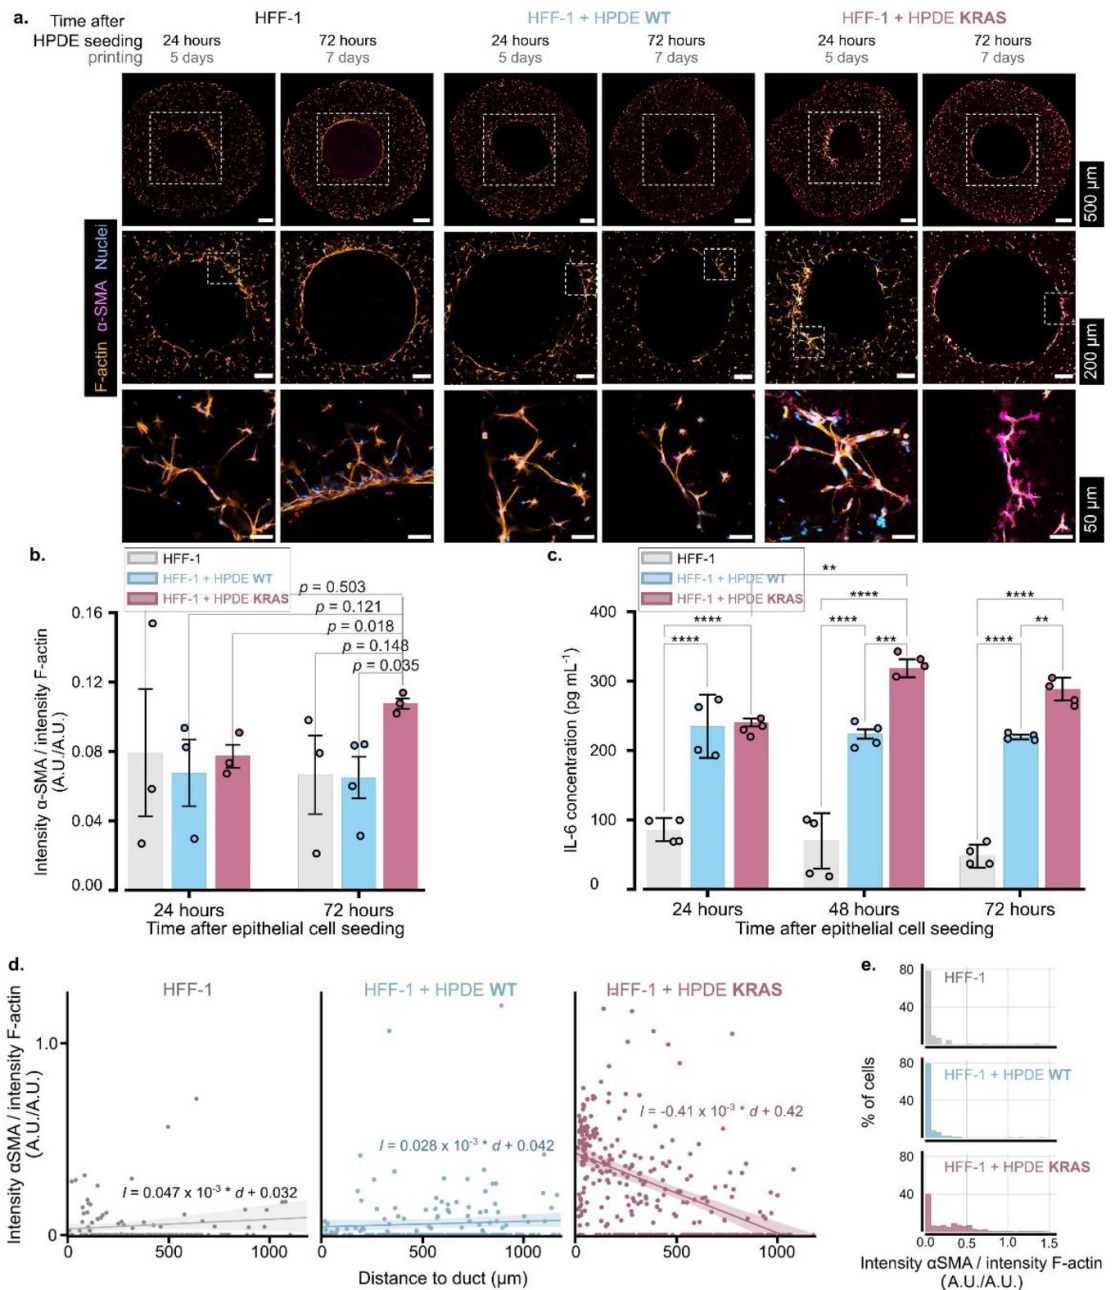 a.
Time after
HPDE seeding
printing
HFF-1
HFF-1 + HPDE WT
HFF-1 + HPDE KRAS
24 hours
5 days
72 hours
7 days
24 hours
5 days
72 hours
7 days
24 hours
5 days
72 hours
7 days
F-actin α-SMA Nuclei
500 µm
200 µm
50 µm
b.
HFF-1
HFF-1 + HPDE WT
HFF-1 + HPDE KRAS
p = 0.503
p = 0.121
p = 0.018
p = 0.148
p = 0.035
0.16
0.12
0.08
0.04
0.00
Intensity α-SMA / intensity F-actin
(A.U./A.U.)
24 hours
72 hours
Time after epithelial cell seeding
c.
HFF-1
HFF-1 + HPDE WT
HFF-1 + HPDE KRAS
**
****
****
****
****
***
****
****
**
400
300
200
100
0
IL-6 concentration (pg mL⁻¹)
24 hours
48 hours
72 hours
Time after epithelial cell seeding
d.
HFF-1
HFF-1 + HPDE WT
HFF-1 + HPDE KRAS
Intensity αSMA / intensity F-actin
(A.U./A.U.)
1.0
0
I = 0.047 x 10⁻³ * d + 0.032
I = 0.028 x 10⁻³ * d + 0.042
I = -0.41 x 10⁻³ * d + 0.42
0 500 1000
0 500 1000
0 500 1000
Distance to duct (µm)
e.
80
40
HFF-1
80
40
HFF-1 + HPDE WT
80
40
HFF-1 + HPDE KRAS
% of cells
0.0 0.5 1.0 1.5
Intensity αSMA / intensity F-actin
(A.U./A.U.)